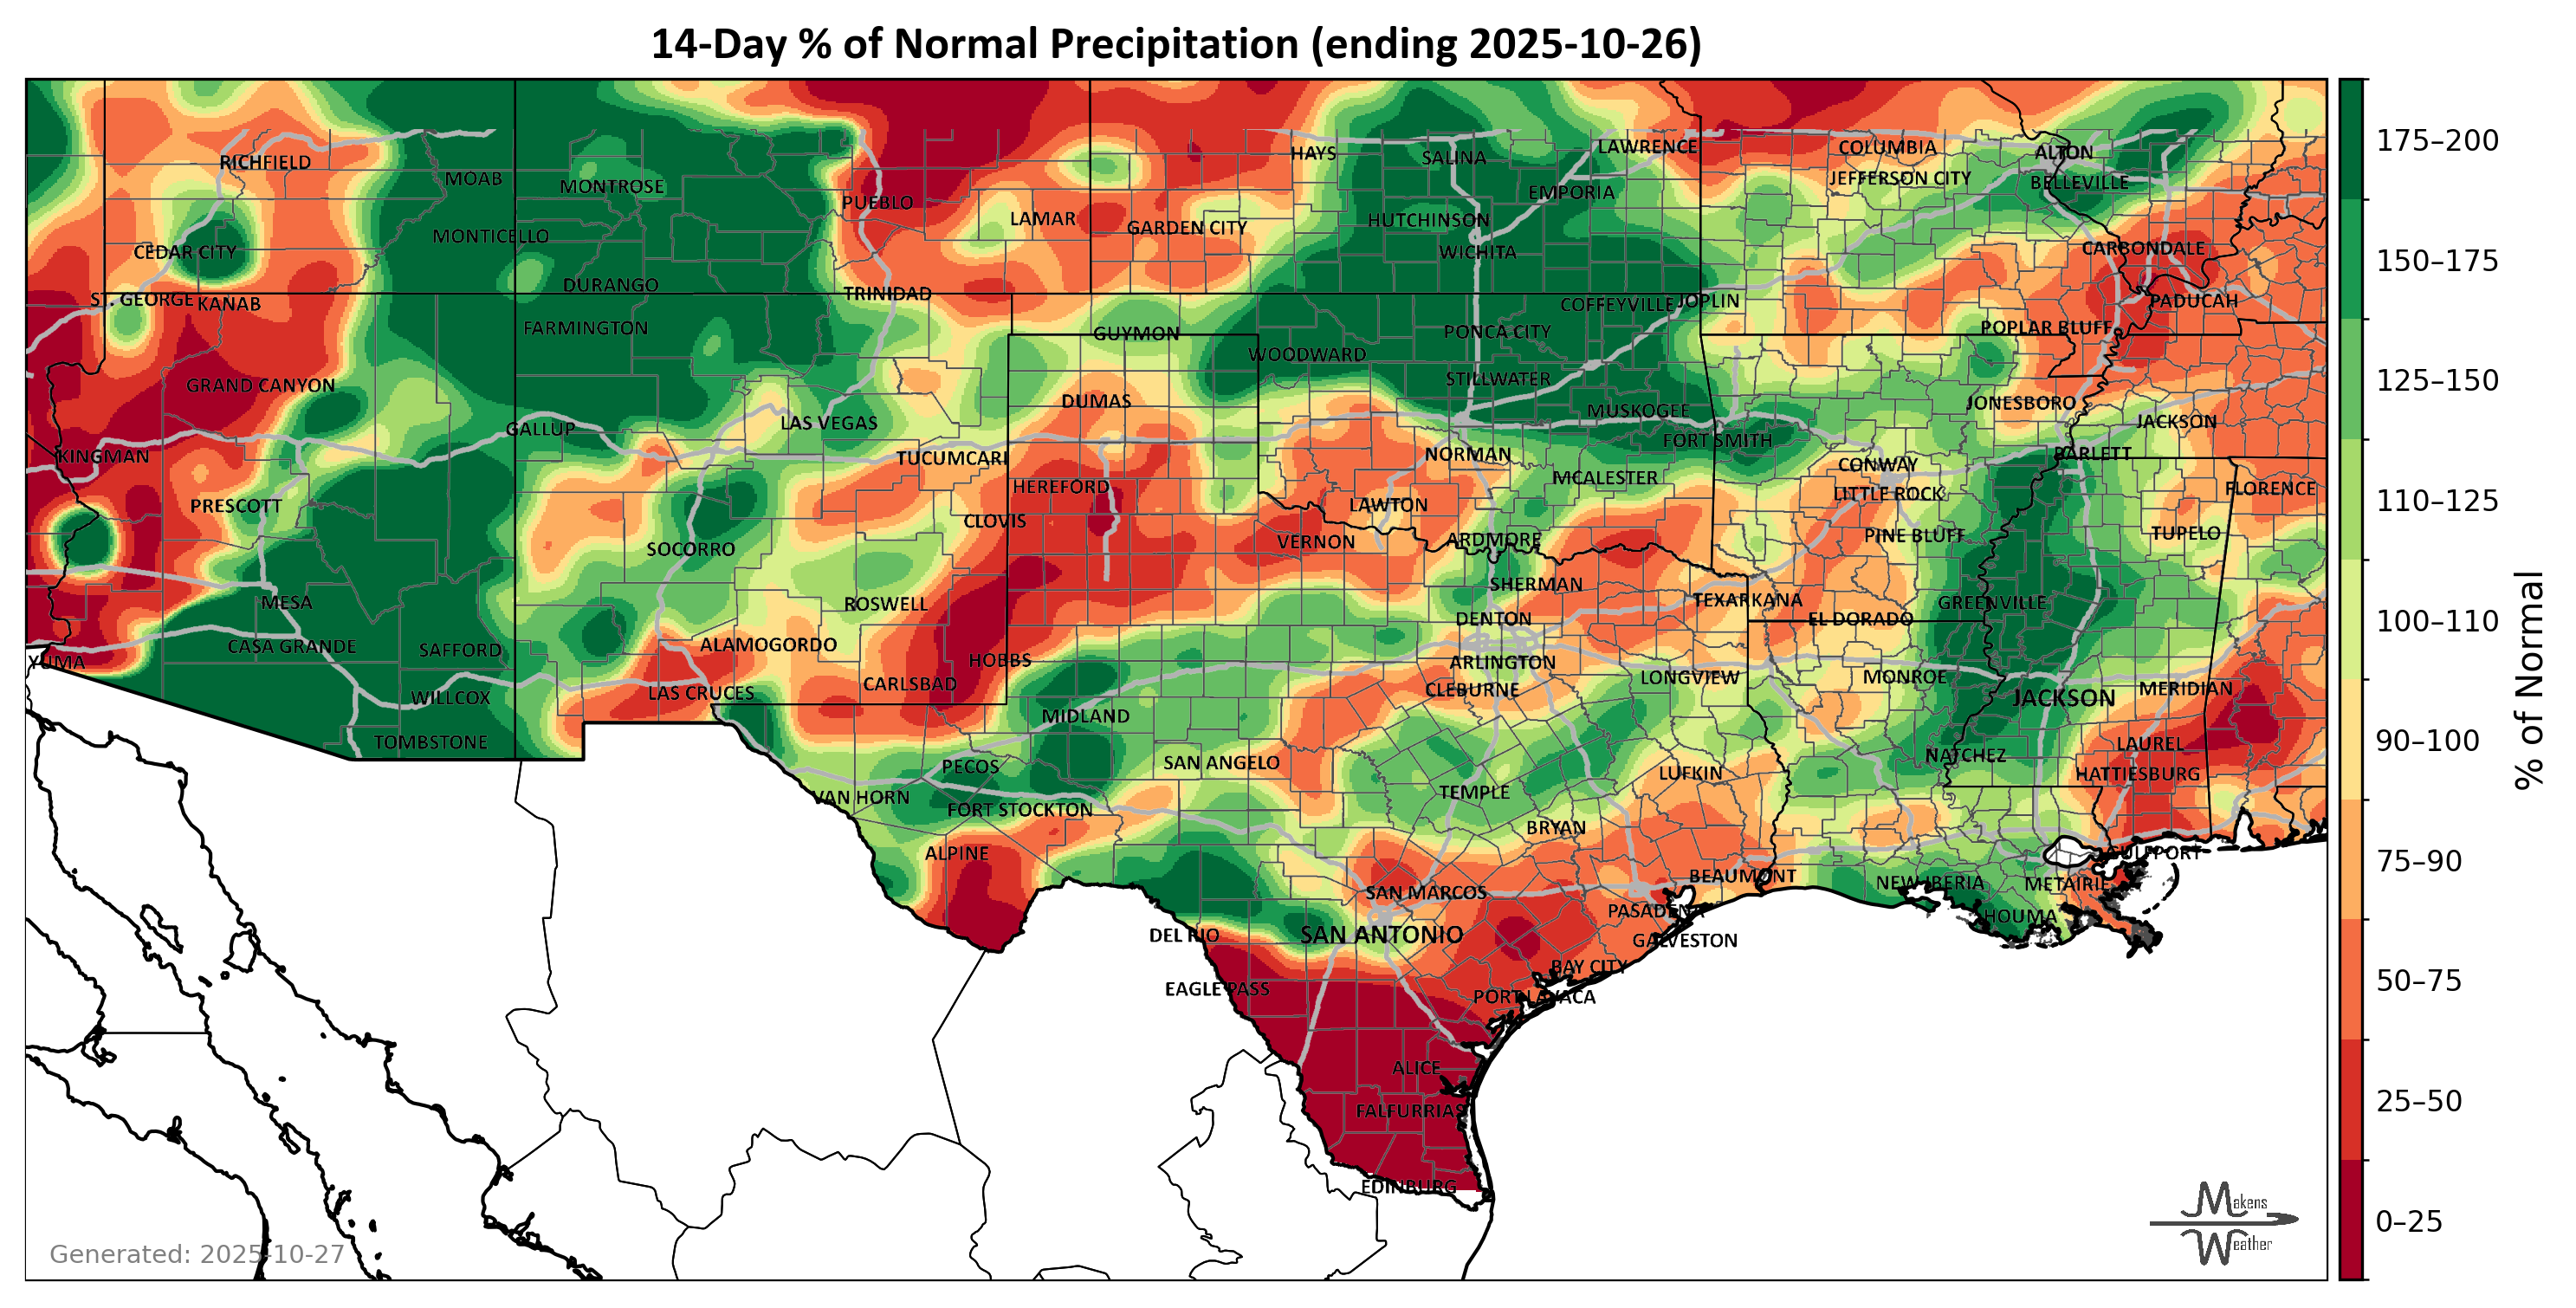 14-Day % of Normal Precipitation (ending 2025-10-26)
RICHFIELD
MOAB
MONTROSE
PUEBLO
LAMAR
GARDEN CITY
HAYS
SALINA
LAWRENCE
EMPORIA
HUTCHINSON
WICHITA
COLUMBIA
JEFFERSON CITY
ALTON
BELLEVILLE
CEDAR CITY
MONTICELLO
DURANGO
TRINIDAD
CARBONDALE
ST. GEORGE
KANAB
FARMINGTON
GUYMON
WOODWARD
PONCA CITY
COFFEYVILLE
JOPLIN
POPLAR BLUFF
PADUCAH
GRAND CANYON
GALLUP
LAS VEGAS
DUMAS
STILLWATER
MUSKOGEE
FORT SMITH
JONESBORO
JACKSON
KINGMAN
TUCUMCARI
NORMAN
MCALESTER
CONWAY
BARLETT
PRESCOTT
HEREFORD
CLOVIS
LAWTON
LITTLE ROCK
FLORENCE
SOCORRO
VERNON
ARDMORE
PINE BLUFF
TUPELO
MESA
ROSWELL
SHERMAN
TEXARKANA
GREENVILLE
CASA GRANDE
SAFFORD
ALAMOGORDO
DENTON
EL DORADO
YUMA
HOBBS
ARLINGTON
WILLCOX
LAS CRUCES
CARLSBAD
CLEBURNE
LONGVIEW
MONROE
JACKSON
MERIDIAN
TOMBSTONE
MIDLAND
PECOS
SAN ANGELO
LUFKIN
NATCHEZ
LAUREL
HATTIESBURG
VAN HORN
FORT STOCKTON
TEMPLE
BRYAN
ALPINE
SAN MARCOS
BEAUMONT
NEW IBERIA
METAIRIE
GULFPORT
DEL RIO
SAN ANTONIO
PASADENA
GALVESTON
HOUMA
EAGLE PASS
BAY CITY
PORT LAVACA
ALICE
FALFURRIAS
EDINBURG
Generated: 2025-10-27
Makens
Weather
175–200
150–175
125–150
110–125
100–110
90–100
75–90
50–75
25–50
0–25
% of Normal